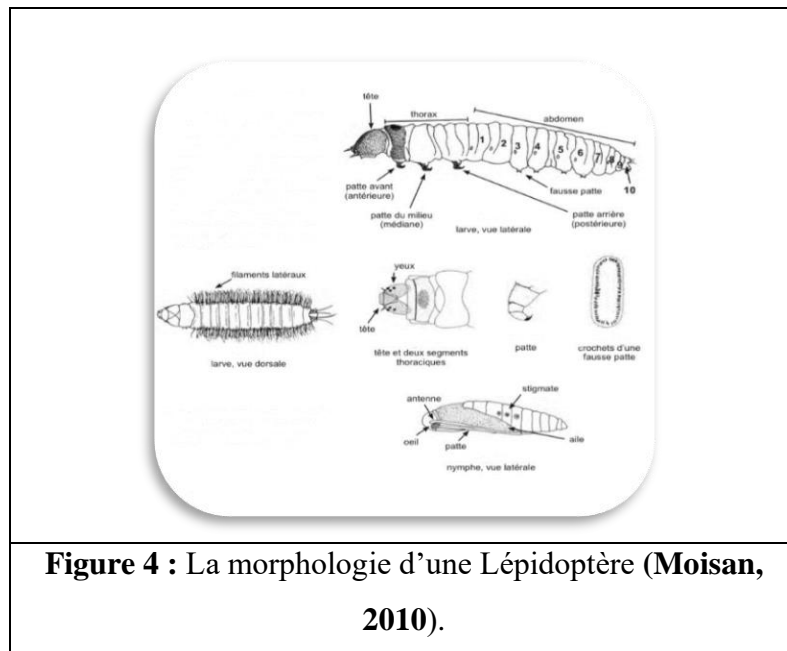 tête
thorax
abdomen
1 2 3 4 5 6 7 8 9
10
patte avant
(antérieure)
patte du milieu
(médiane)
fausse patte
patte arrière
(postérieure)
larve, vue latérale
filaments latéraux
larve, vue dorsale
yeux
tête
tête et deux segments
thoraciques
patte
crochets d'une
fausse patte
antenne
stigmate
oeil
patte
aile
nymphe, vue latérale
Figure 4 : La morphologie d’une Lépidoptère (Moisan,
2010).